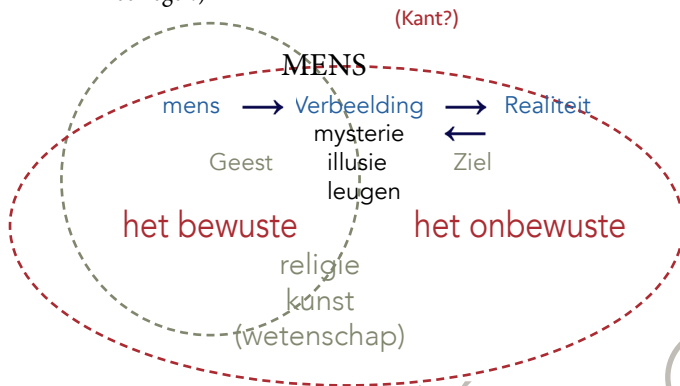 (Kant?)
MENS
mens → Verbeelding → Realiteit
mysterie ←
Geest illusie Ziel
leugen
het bewuste het onbewuste
religie
kunst
(wetenschap)